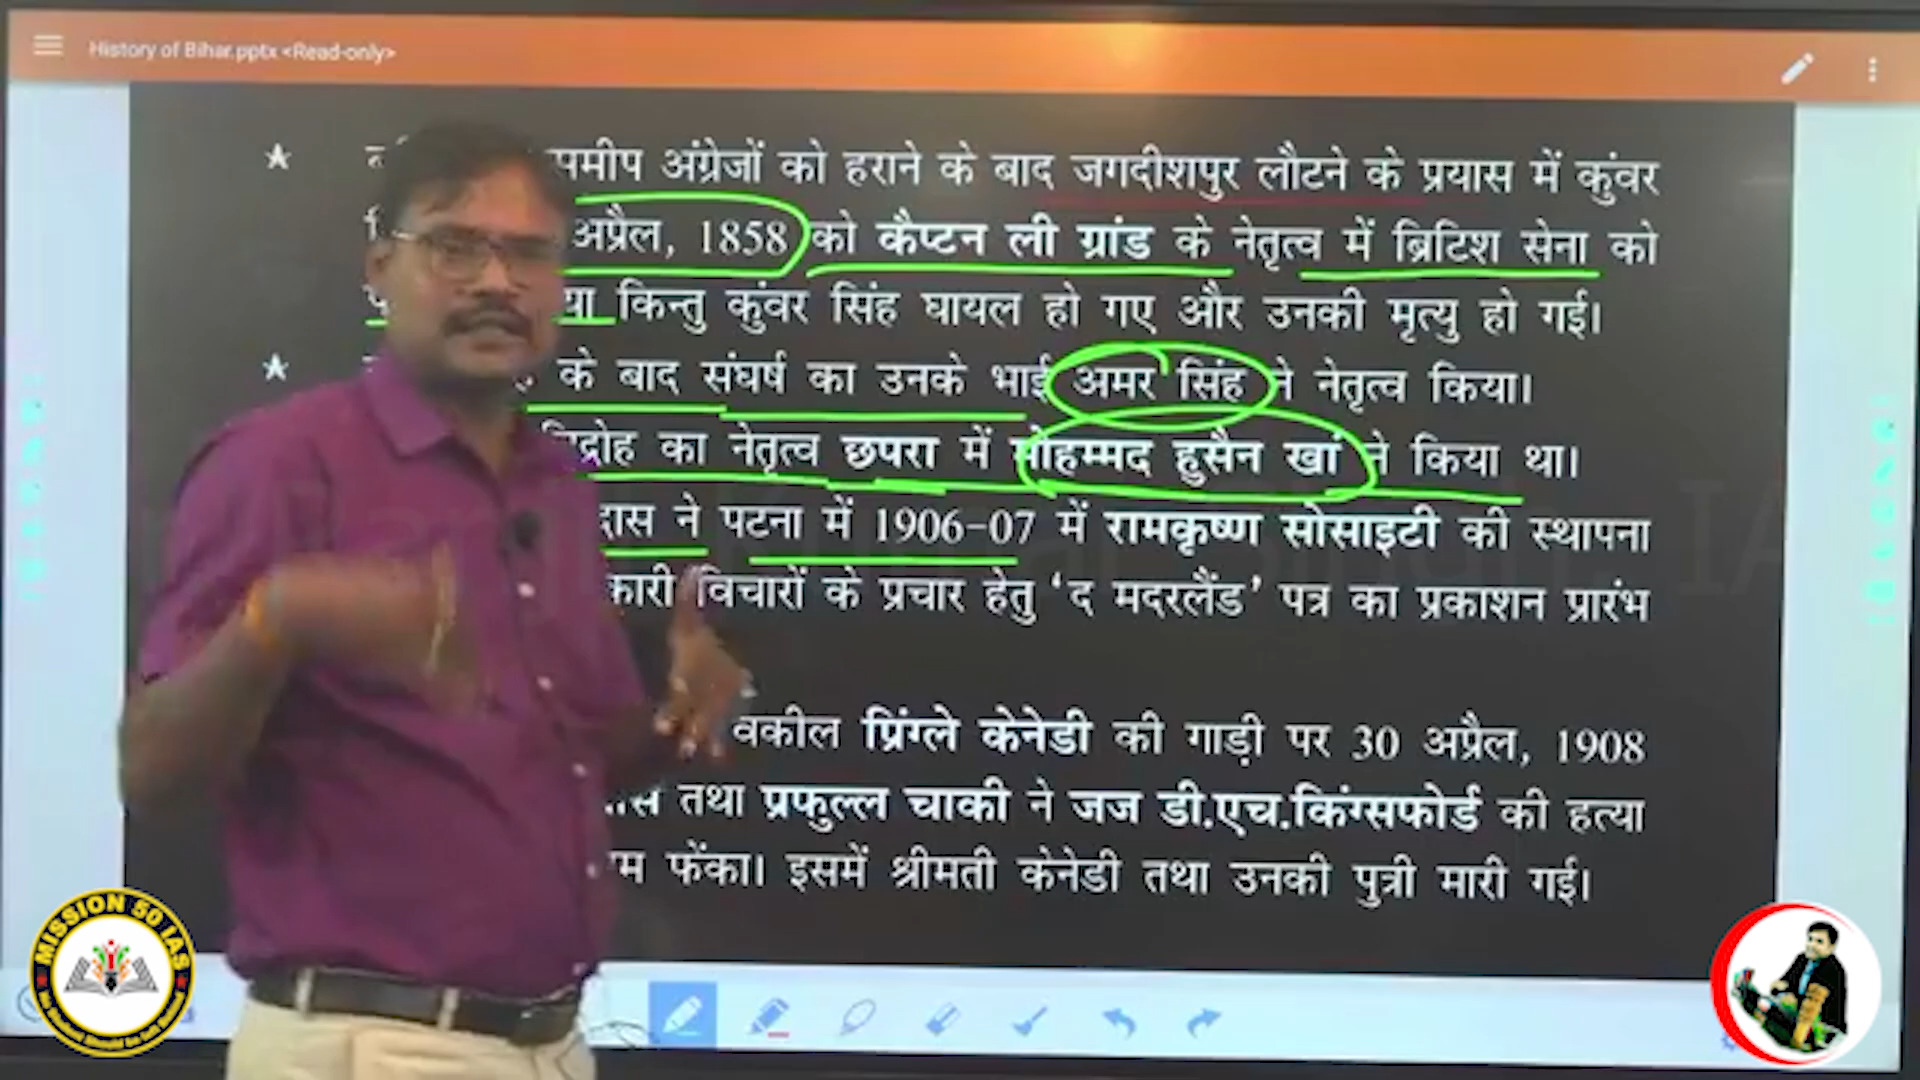 History of Bihar.pptx <Read-only>
★ समीप अंग्रेजों को हराने के बाद जगदीशपुर लौटने के प्रयास में कुंवर
अप्रैल, 1858 को कैप्टन ली ग्रांड के नेतृत्व में ब्रिटिश सेना को
किन्तु कुंवर सिंह घायल हो गए और उनकी मृत्यु हो गई।
★ के बाद संघर्ष का उनके भाई अमर सिंह ने नेतृत्व किया।
का नेतृत्व छपरा में मोहम्मद हुसैन खां ने किया था।
दास ने पटना में 1906-07 में रामकृष्ण सोसाइटी की स्थापना
कारी विचारों के प्रचार हेतु ‘द मदरलैंड’ पत्र का प्रकाशन प्रारंभ
वकील प्रिंग्ले केनेडी की गाड़ी पर 30 अप्रैल, 1908
तथा प्रफुल्ल चाकी ने जज डी.एच.किंग्सफोर्ड की हत्या
फेंका। इसमें श्रीमती केनेडी तथा उनकी पुत्री मारी गई।
MISSION 50 IAS